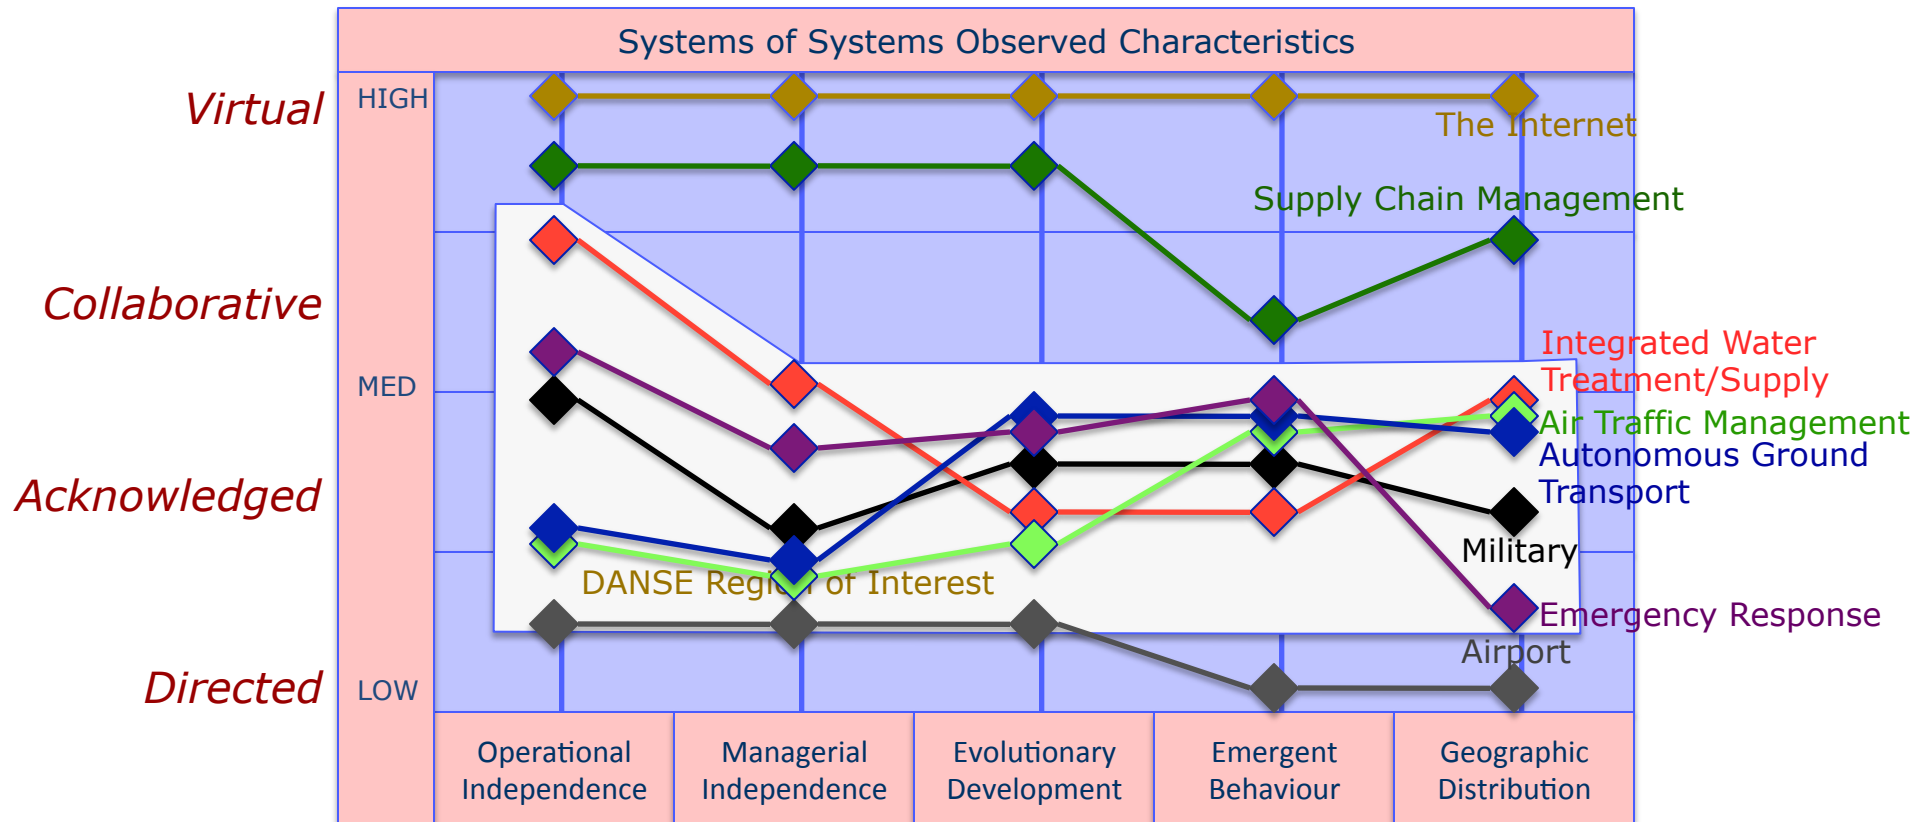 Systems of Systems Observed Characteristics
Virtual
HIGH
The Internet
Supply Chain Management
Collaborative
Integrated Water
Treatment/Supply
MED
Air Traffic Management
Autonomous Ground
Transport
Acknowledged
Military
DANSE Region of Interest
Emergency Response
Airport
Directed
LOW
Operational
Independence
Managerial
Independence
Evolutionary
Development
Emergent
Behaviour
Geographic
Distribution